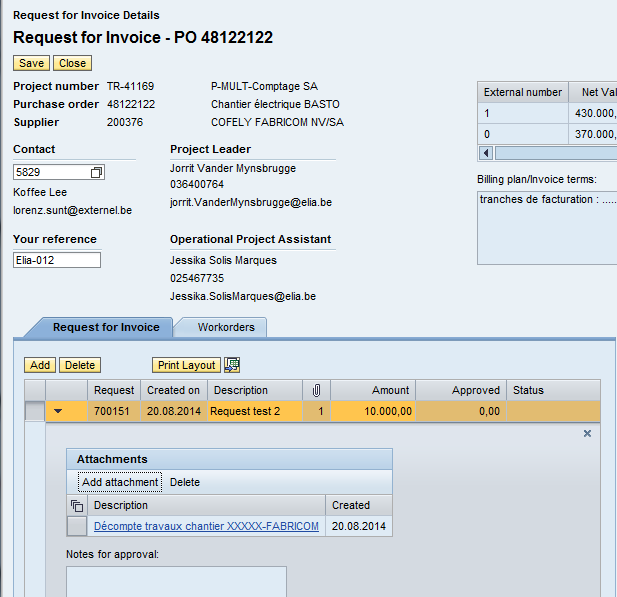 Request for Invoice Details
Request for Invoice - PO 48122122
Save Close
Project number TR-41169 P-MULT-Comptage SA
Purchase order 48122122 Chantier électrique BASTO
Supplier 200376 COFELY FABRICOM NV/SA
External number Net Val
1 430.000,
0 370.000,
Contact
5829
Koffee Lee
lorenz.sunt@externel.be
Project Leader
Jorrit Vander Mynsbrugge
036400764
jorrit.VanderMynsbrugge@elia.be
Billing plan/Invoice terms:
tranches de facturation : .....
Your reference
Elia-012
Operational Project Assistant
Jessika Solis Marques
025467735
Jessika.SolisMarques@elia.be
Request for Invoice Workorders
Add Delete Print Layout
Request Created on Description Amount Approved Status
700151 20.08.2014 Request test 2 1 10.000,00 0,00
Attachments
Add attachment Delete
Description Created
Décompte travaux chantier XXXXX-FABRICOM 20.08.2014
Notes for approval: